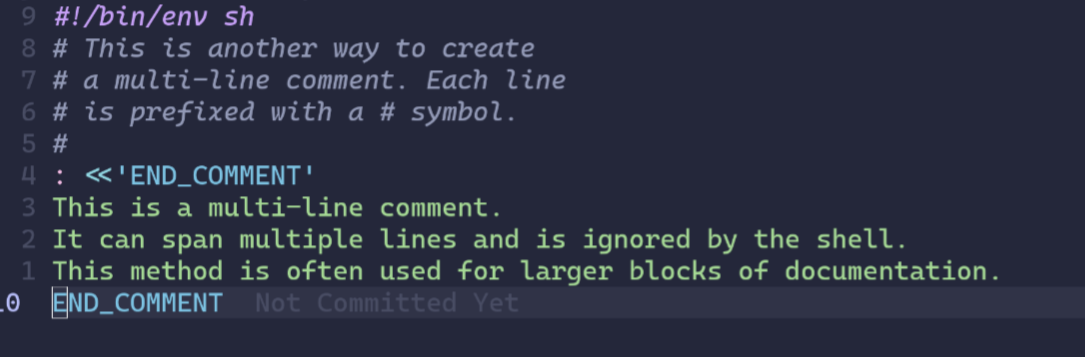 9 #!/bin/env sh
8 # This is another way to create
7 # a multi-line comment. Each line
6 # is prefixed with a # symbol.
5 #
4 : <<'END_COMMENT'
3 This is a multi-line comment.
2 It can span multiple lines and is ignored by the shell.
1 This method is often used for larger blocks of documentation.
10 END_COMMENT Not Committed Yet